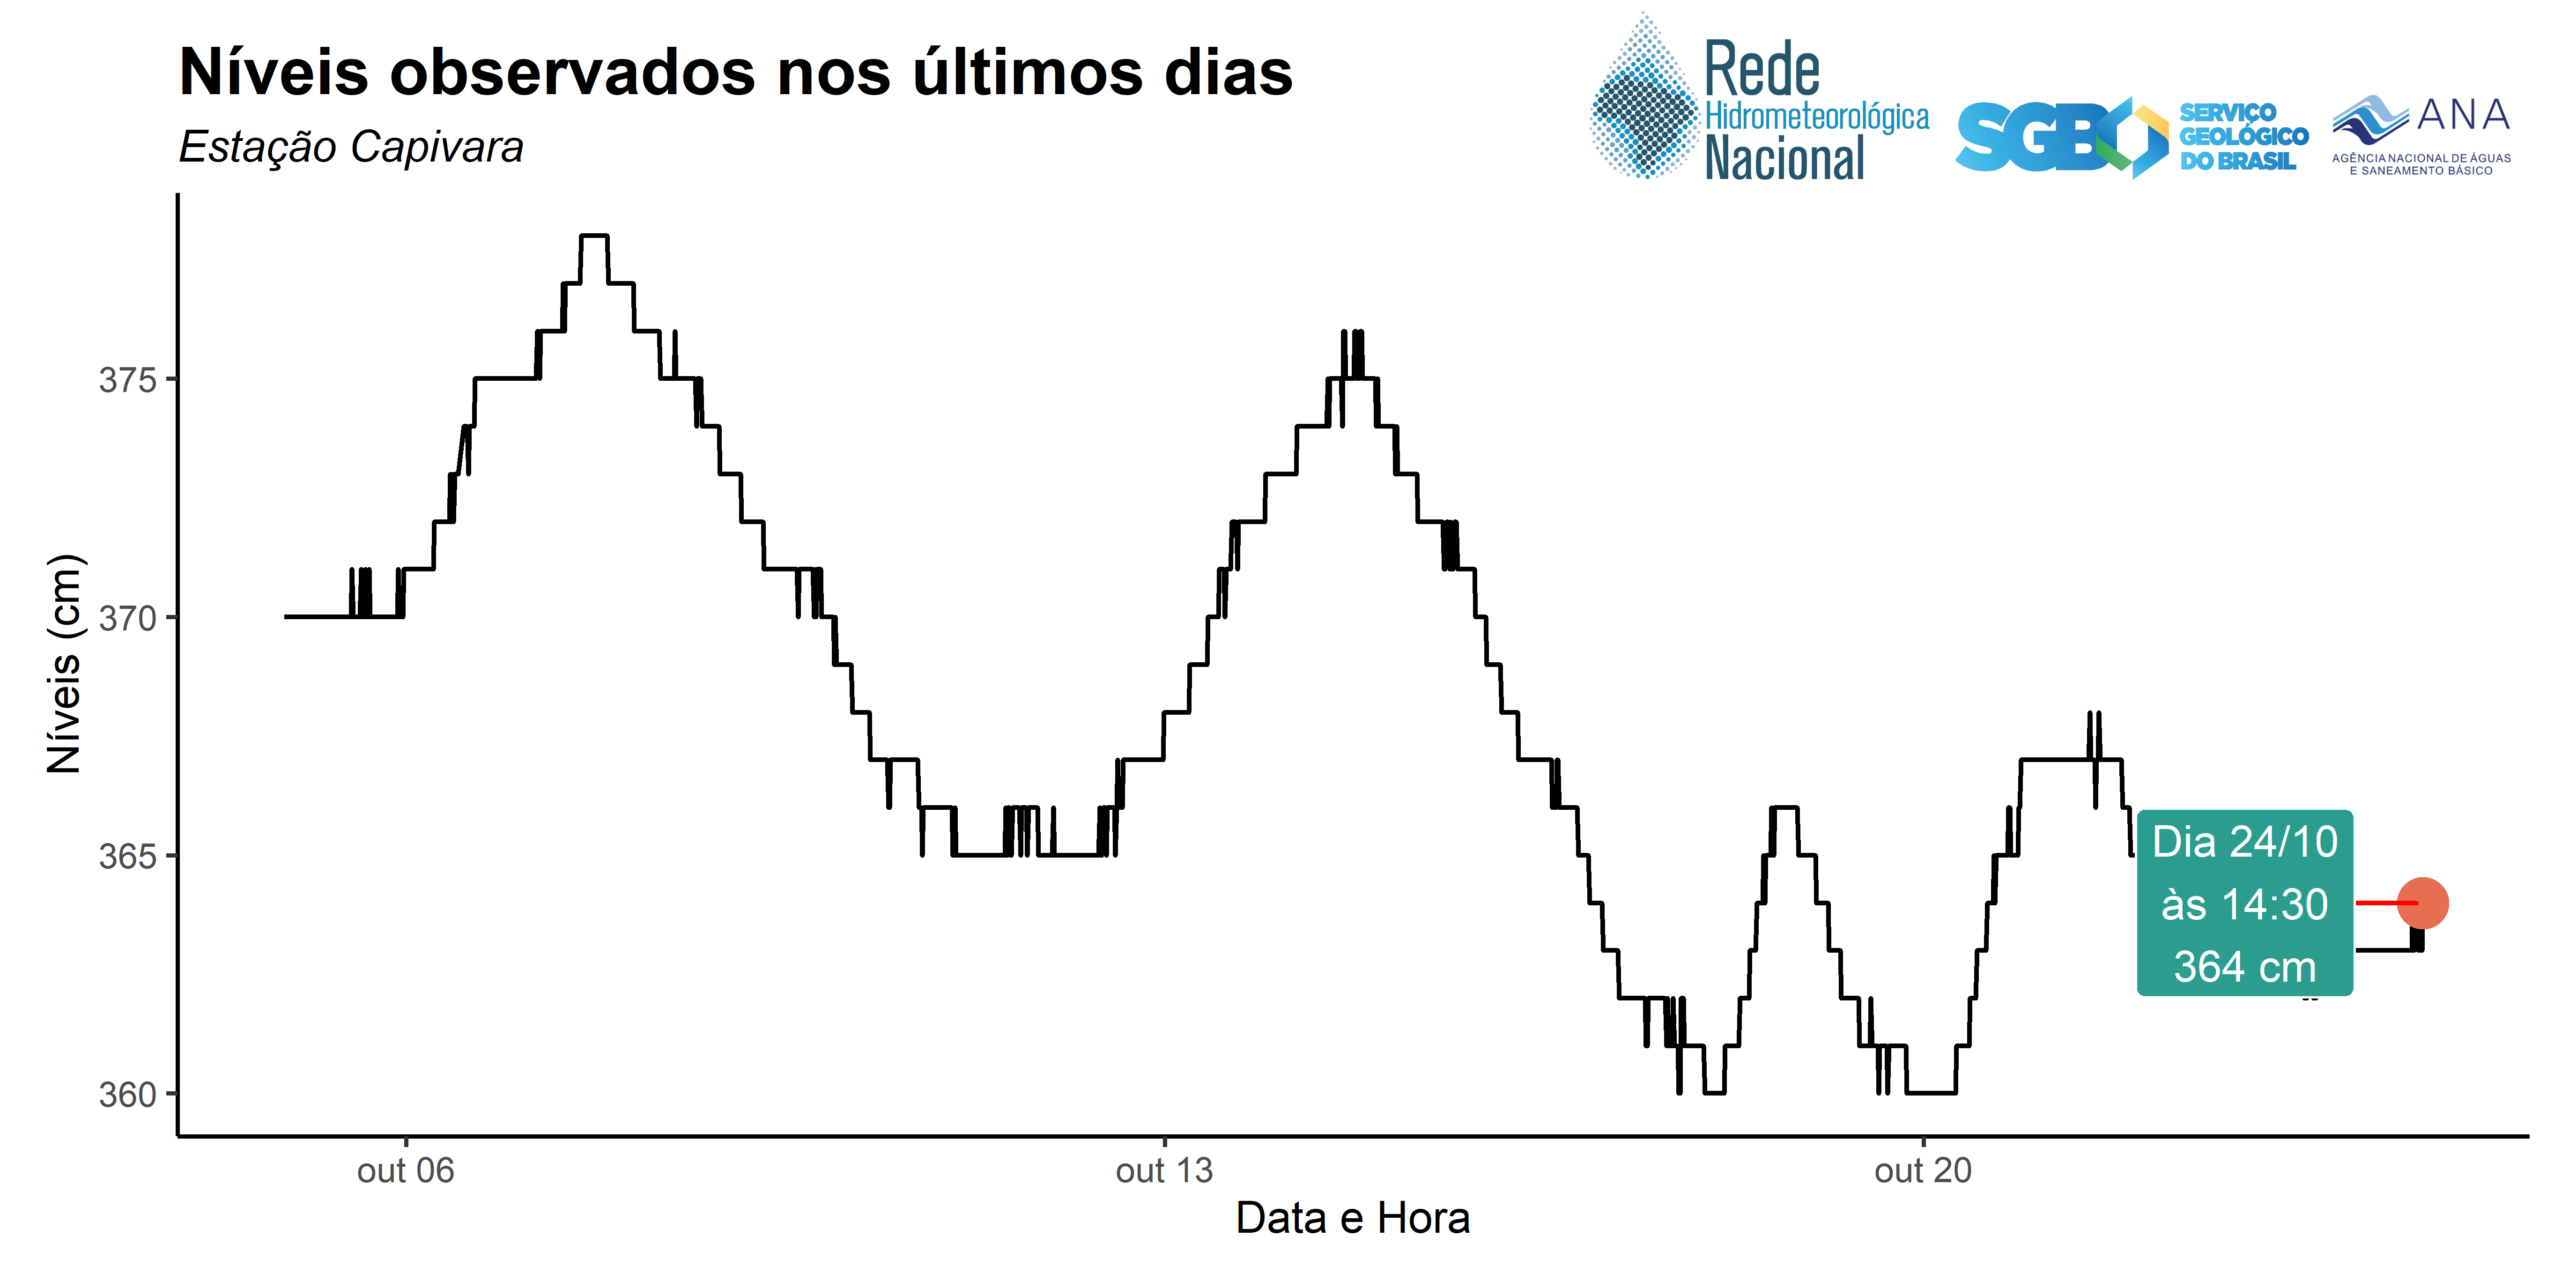 Níveis observados nos últimos dias
Estação Capivara
Rede
Hidrometeorológica
Nacional
SGB
SERVIÇO
GEOLÓGICO
DO BRASIL
ANA
AGÊNCIA NACIONAL DE ÁGUAS
E SANEAMENTO BÁSICO
Níveis (cm)
375
370
365
360
Dia 24/10
às 14:30
364 cm
out 06
out 13
out 20
Data e Hora